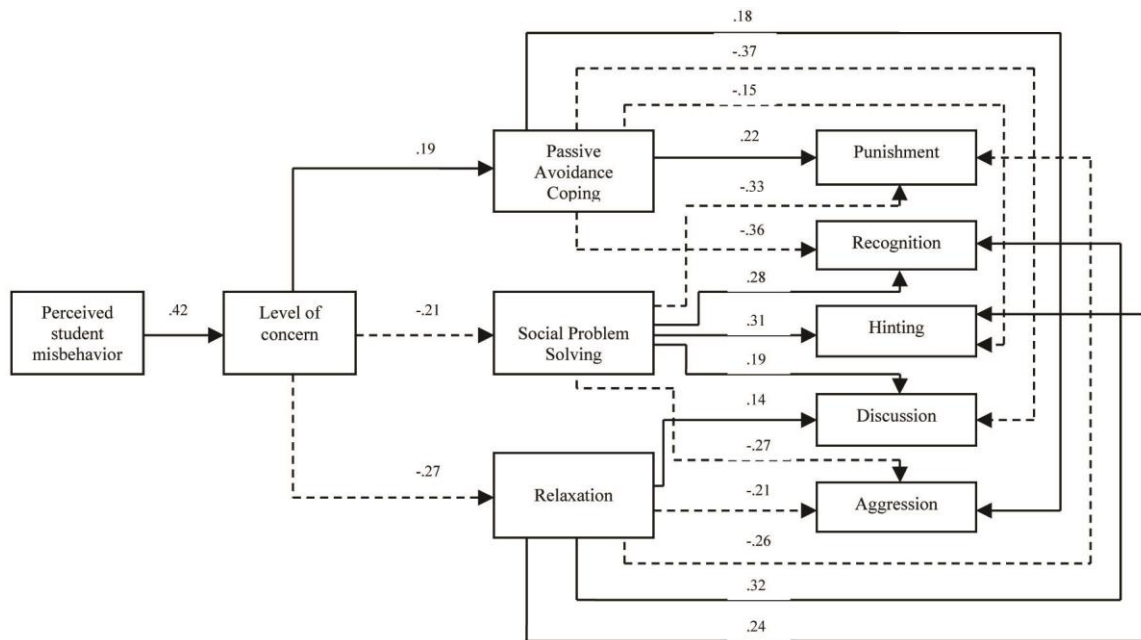 .18
-.37
-.15
.19
Passive
Avoidance
Coping
.22
Punishment
-.33
-.36
Recognition
.28
Perceived
student
misbehavior
.42
Level of
concern
-.21
Social Problem
Solving
.31
Hinting
.19
.14
Discussion
-.27
-.27
Relaxation
-.21
Aggression
-.26
.32
.24